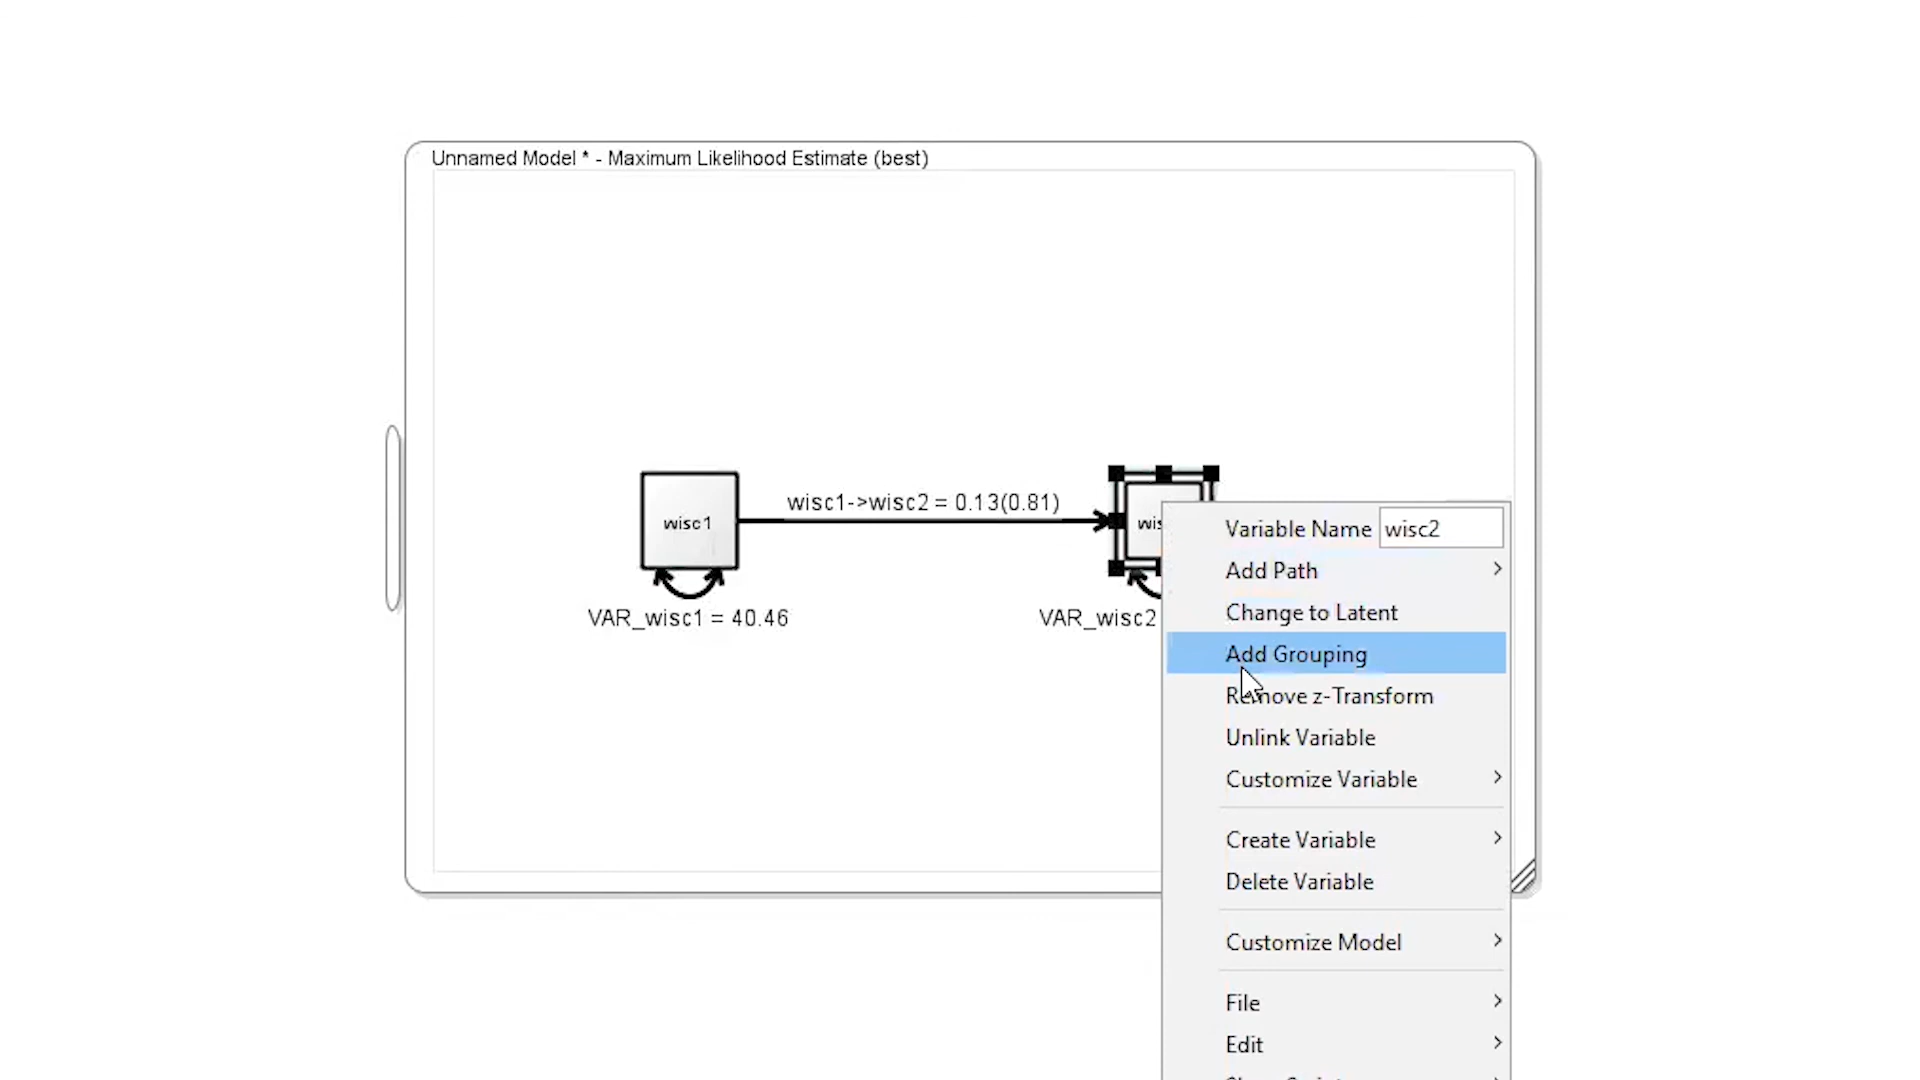 Unnamed Model * - Maximum Likelihood Estimate (best)
wisc1
wisc1->wisc2 = 0.13(0.81)
VAR_wisc1 = 40.46
VAR_wisc2
Variable Name wisc2
Add Path
Change to Latent
Add Grouping
Remove z-Transform
Unlink Variable
Customize Variable
Create Variable
Delete Variable
Customize Model
File
Edit